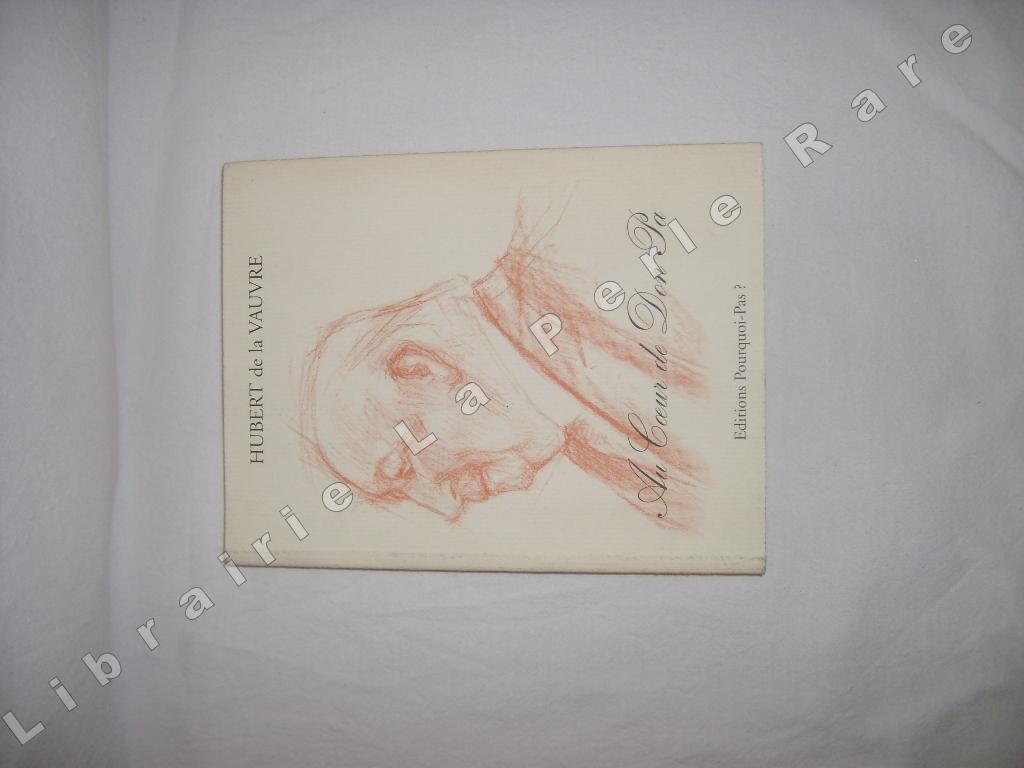 HUBERT de la VAUVRE
Au Cœur de Don Pa
Editions Pourquoi-Pas ?
Librairie La Perle Rare